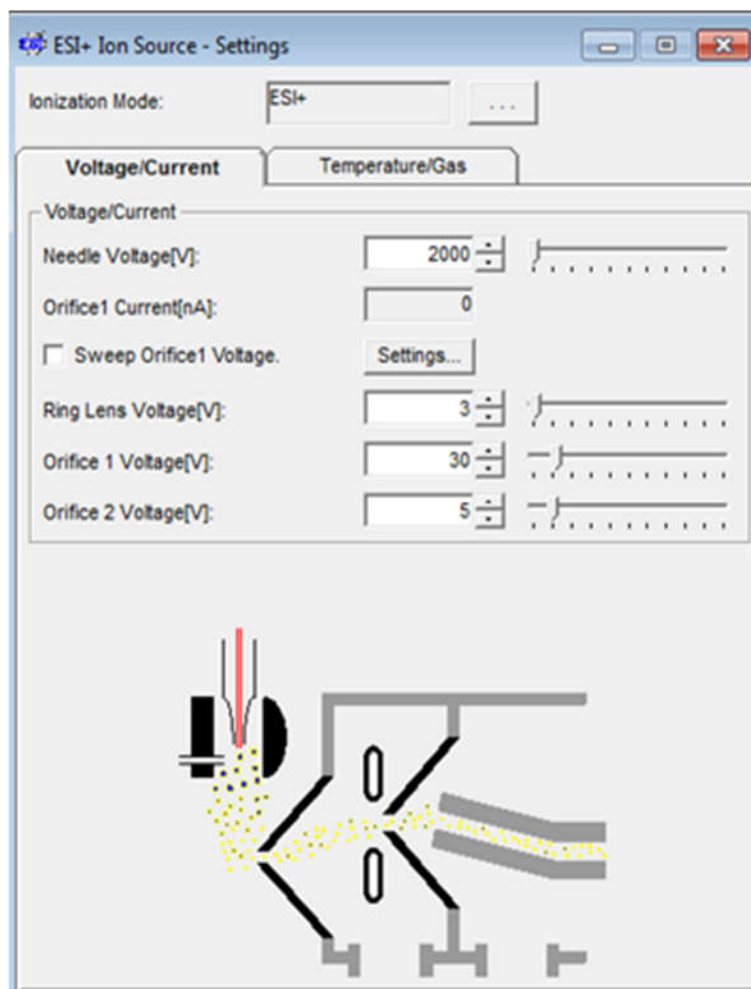 ESI+ Ion Source - Settings
Ionization Mode: ESI+ ...
Voltage/Current Temperature/Gas
Voltage/Current
Needle Voltage[V]: 2000
Orifice1 Current[nA]: 0
Sweep Orifice1 Voltage. Settings...
Ring Lens Voltage[V]: 3
Orifice 1 Voltage[V]: 30
Orifice 2 Voltage[V]: 5